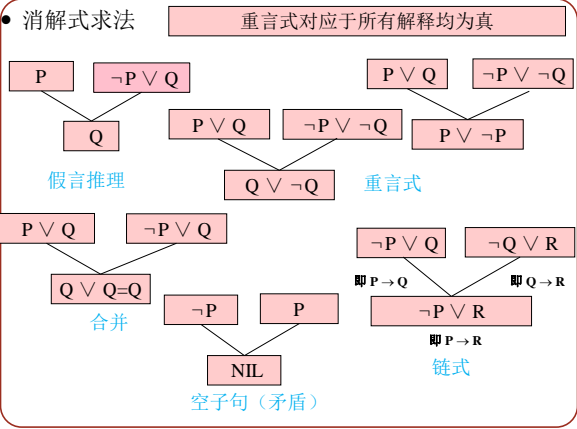 • 消解式求法
重言式对应于所有解释均为真
P
¬P ∨ Q
Q
假言推理
P ∨ Q
¬P ∨ ¬Q
Q ∨ ¬Q
P ∨ Q
¬P ∨ ¬Q
P ∨ ¬P
重言式
P ∨ Q
¬P ∨ Q
Q ∨ Q=Q
合并
¬P
P
NIL
空子句（矛盾）
¬P ∨ Q
¬Q ∨ R
即 P → Q
即 Q → R
¬P ∨ R
即 P → R
链式